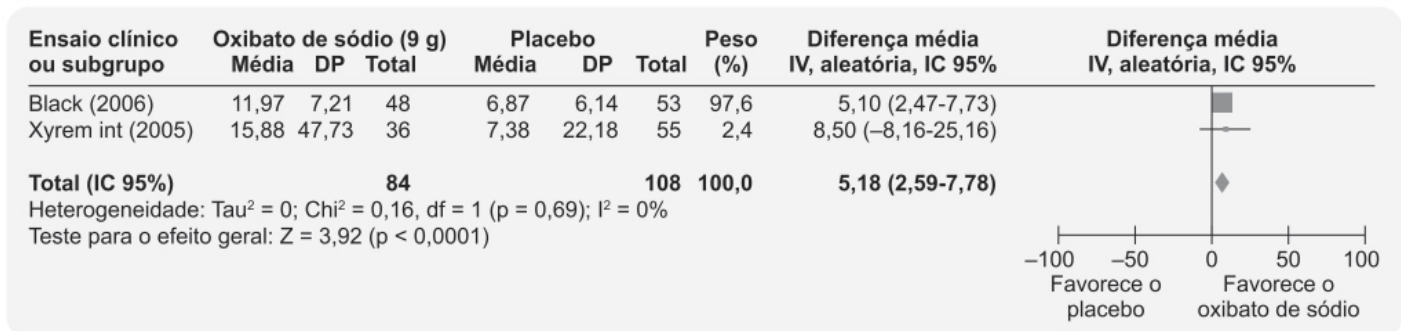 Ensaio clínico Oxibato de sódio (9 g) Placebo Peso Diferença média Diferença média
ou subgrupo Média DP Total Média DP Total (%) IV, aleatória, IC 95% IV, aleatória, IC 95%
Black (2006) 11,97 7,21 48 6,87 6,14 53 97,6 5,10 (2,47-7,73)
Xyrem int (2005) 15,88 47,73 36 7,38 22,18 55 2,4 8,50 (–8,16-25,16)
Total (IC 95%) 84 108 100,0 5,18 (2,59-7,78)
Heterogeneidade: Tau² = 0; Chi² = 0,16, df = 1 (p = 0,69); I² = 0%
Teste para o efeito geral: Z = 3,92 (p < 0,0001)
–100 –50 0 50 100
Favorece o Favorece o
placebo oxibato de sódio